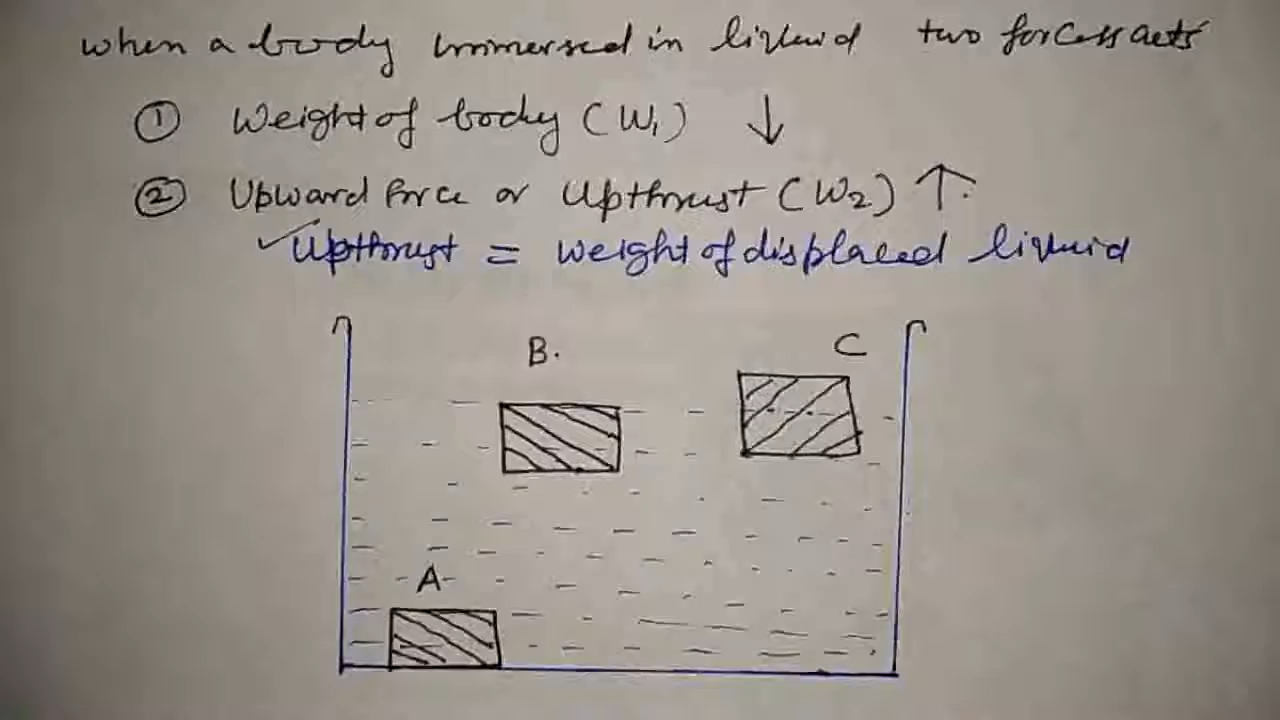 when a body immersed in liquid two forcess acts
① Weight of body (W₁) ↓
② Upward force or Upthrust (W₂) ↑
✓ Upthrust = weight of displaced liquid
B.
C
A